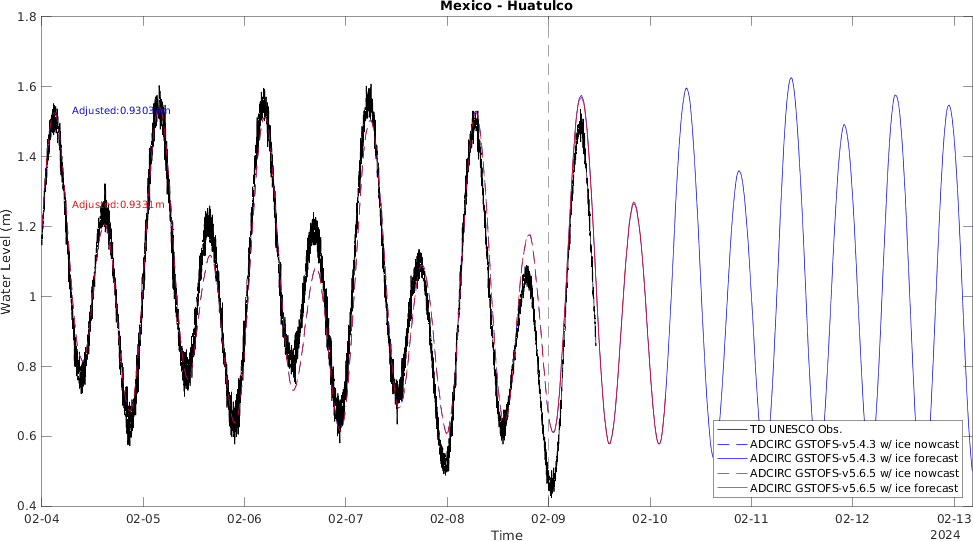 Mexico - Huatulco
1.8
1.6
1.4
1.2
1
0.8
0.6
0.4
Water Level (m)
Adjusted:0.9331m
TD UNESCO Obs.
ADCIRC GSTOFS-v5.4.3 w/ ice nowcast
ADCIRC GSTOFS-v5.4.3 w/ ice forecast
ADCIRC GSTOFS-v5.6.5 w/ ice nowcast
ADCIRC GSTOFS-v5.6.5 w/ ice forecast
02-04 02-05 02-06 02-07 02-08 02-09 02-10 02-11 02-12 02-13
Time
2024